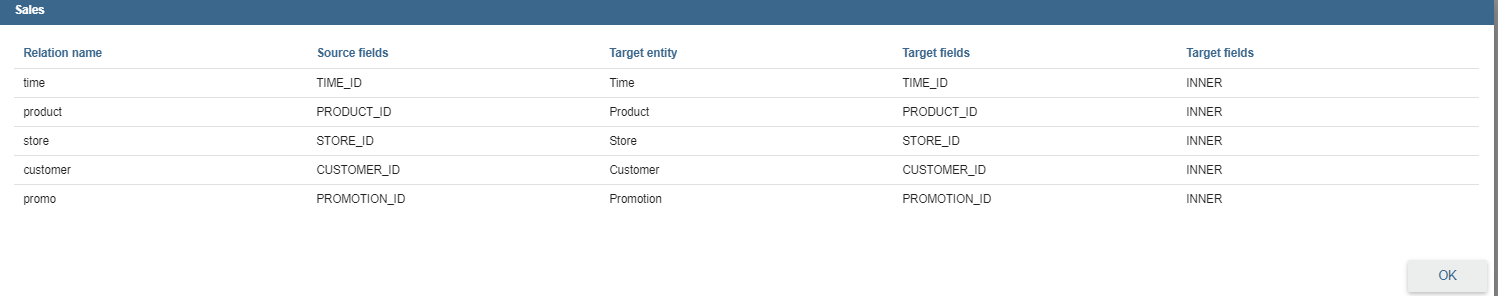 Sales
Relation name Source fields Target entity Target fields Target fields
time TIME_ID Time TIME_ID INNER
product PRODUCT_ID Product PRODUCT_ID INNER
store STORE_ID Store STORE_ID INNER
customer CUSTOMER_ID Customer CUSTOMER_ID INNER
promo PROMOTION_ID Promotion PROMOTION_ID INNER
OK